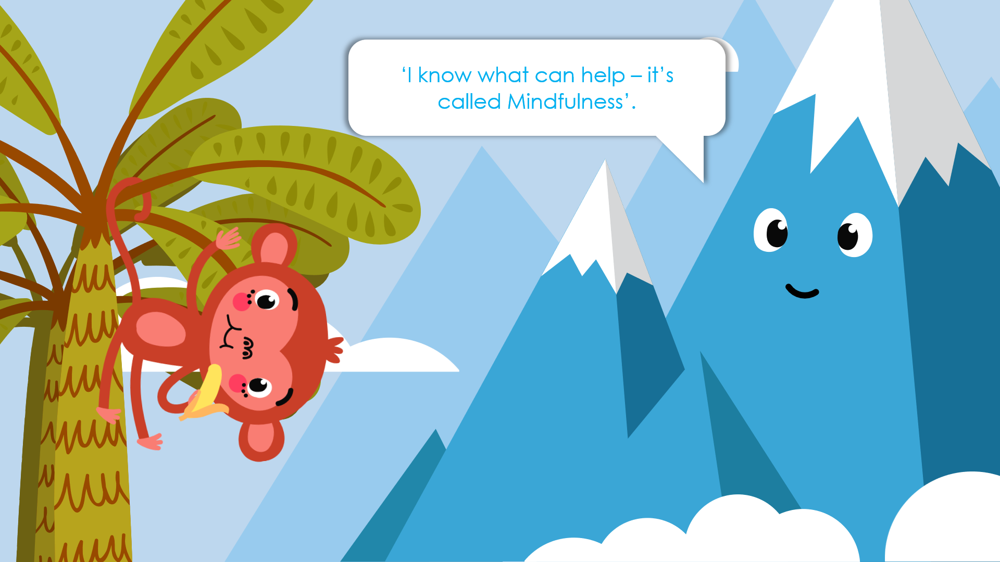 ‘I know what can help – it’s
called Mindfulness’.